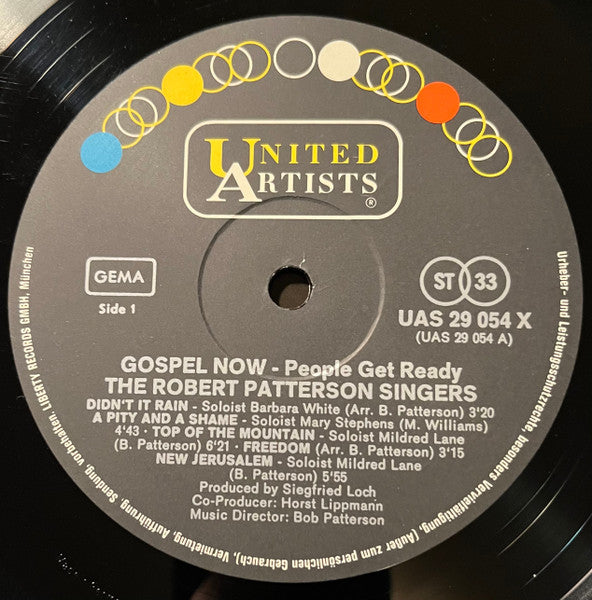 UNITED
ARTISTS
®
GEMA
Side 1
ST 33
UAS 29 054 X
(UAS 29 054 A)
GOSPEL NOW - People Get Ready
THE ROBERT PATTERSON SINGERS
DIDN'T IT RAIN - Soloist Barbara White (Arr. B. Patterson) 3'20
A PITY AND A SHAME - Soloist Mary Stephens (M. Williams)
4'43 · TOP OF THE MOUNTAIN - Soloist Mildred Lane
(B. Patterson) 6'21 · FREEDOM (Arr. B. Patterson) 3'15
NEW JERUSALEM - Soloist Mildred Lane
(B. Patterson) 5'55
Produced by Siegfried Loch
Co-Producer: Horst Lippmann
Music Director: Bob Patterson
Urheber- und Leistungsschutzrechte, besonders Vervielfältigung, (Außer zum persönlichen Gebrauch), Vermietung, Aufführung, Sendung, vorbehalten. LIBERTY RECORDS GMBH, München